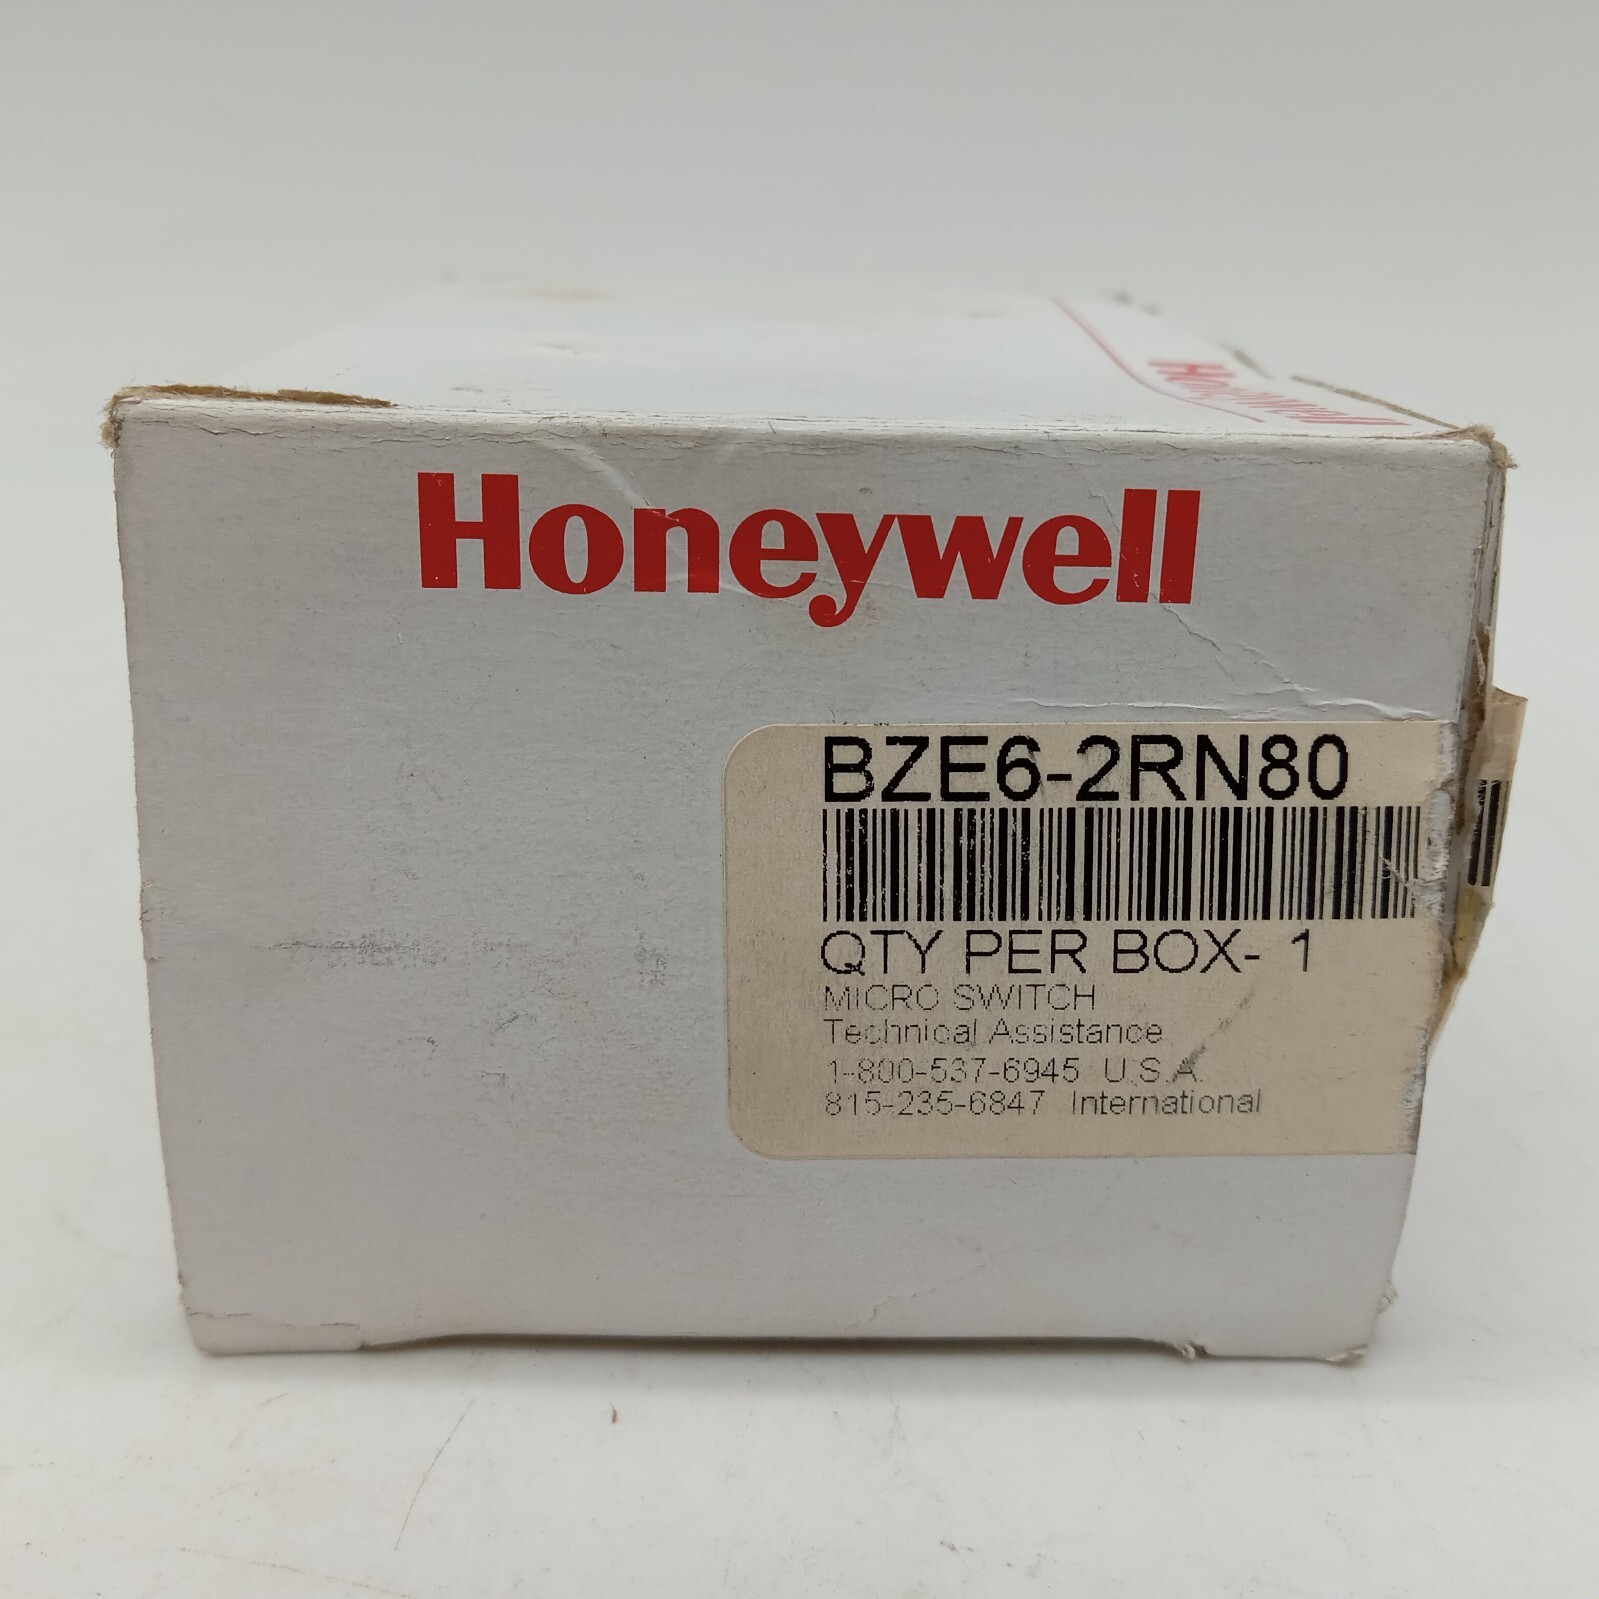 Honeywell
Honeywell
BZE6-2RN80
QTY PER BOX- 1
MICRO SWITCH
Technical Assistance
1-800-537-6945 U.S.A.
815-235-6847 International